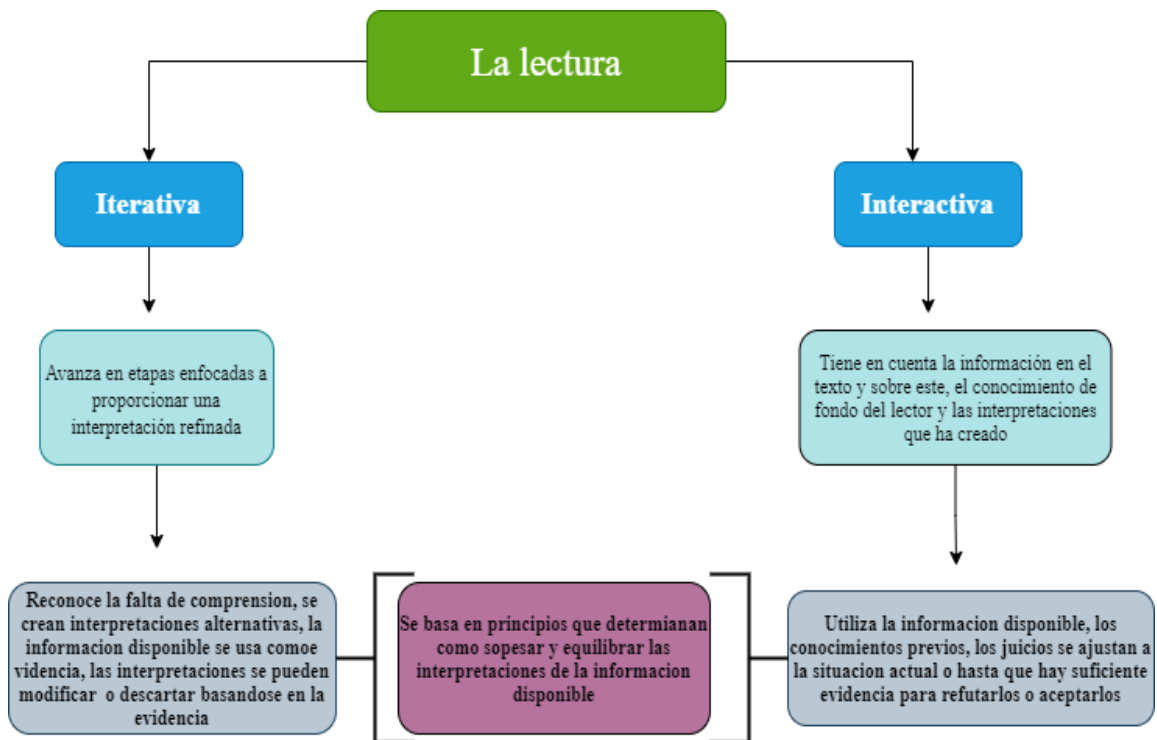 La lectura
Iterativa
Interactiva
Avanza en etapas enfocadas a
proporcionar una
interpretación refinada
Tiene en cuenta la información en el
texto y sobre este, el conocimiento de
fondo del lector y las interpretaciones
que ha creado
Reconoce la falta de comprension, se
crean interpretaciones alternativas, la
informacion disponible se usa comoe
videncia, las interpretaciones se pueden
modificar o descartar basandose en la
evidencia
Se basa en principios que determianan
como sopesar y equilibrar las
interpretaciones de la informacion
disponible
Utiliza la informacion disponible, los
conocimientos previos, los juicios se ajustan a
la situacion actual o hasta que hay suficiente
evidencia para refutarlos o aceptarlos